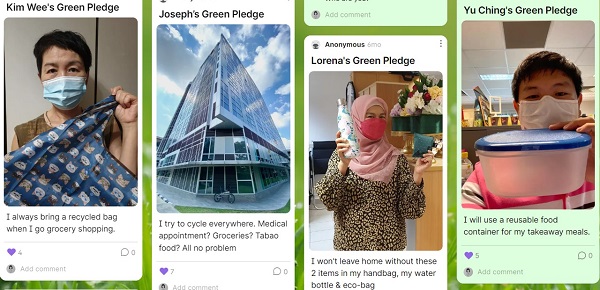 Kim Wee's Green Pledge
I always bring a recycled bag
when I go grocery shopping.
4
0
Add comment
Joseph's Green Pledge
I try to cycle everywhere. Medical
appointment? Groceries? Tabao
food? All no problem
7
0
Add comment
Add comment
Anonymous 6mo
Lorena's Green Pledge
I won't leave home without these
2 items in my handbag, my water
bottle & eco-bag
Yu Ching's Green Pledge
I will use a reusable food
container for my takeaway meals.
5
0
Add comment